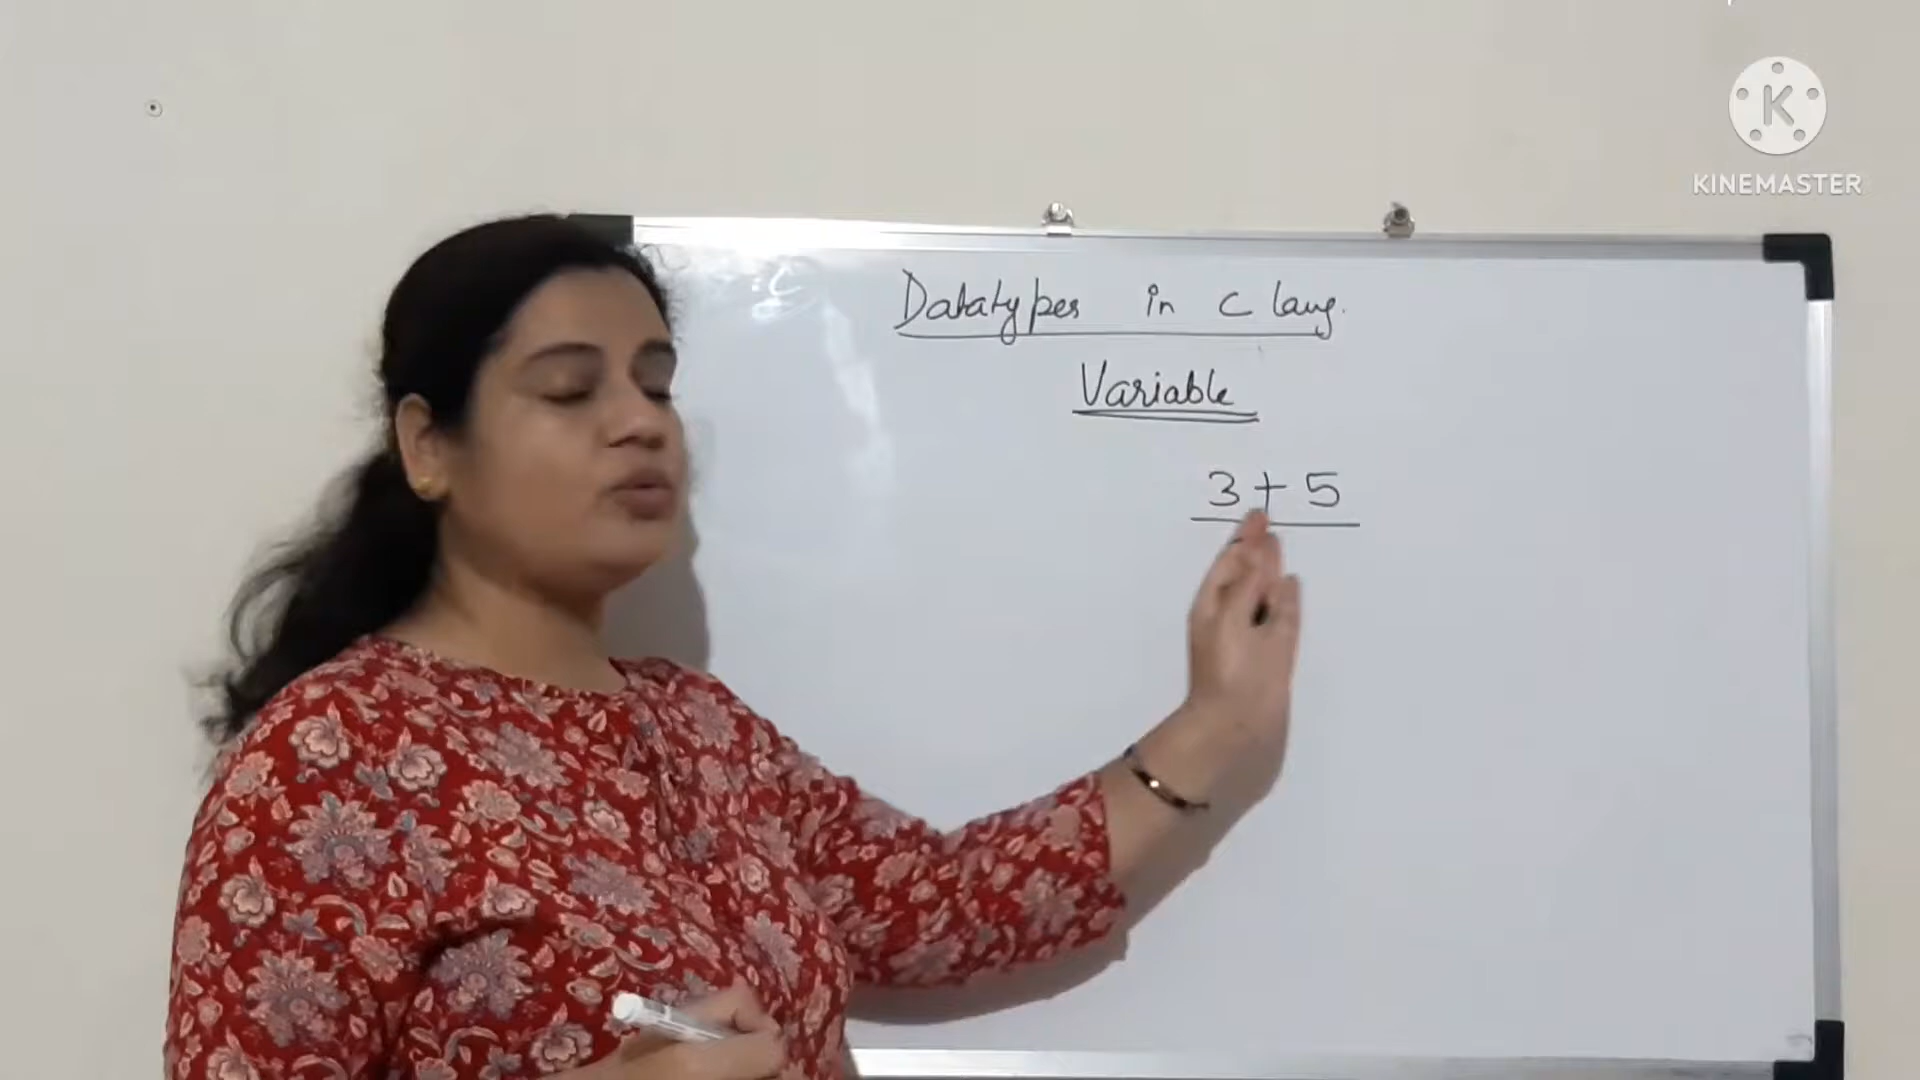 K
KINEMASTER
Datatypes in C lang.
Variable
3+5